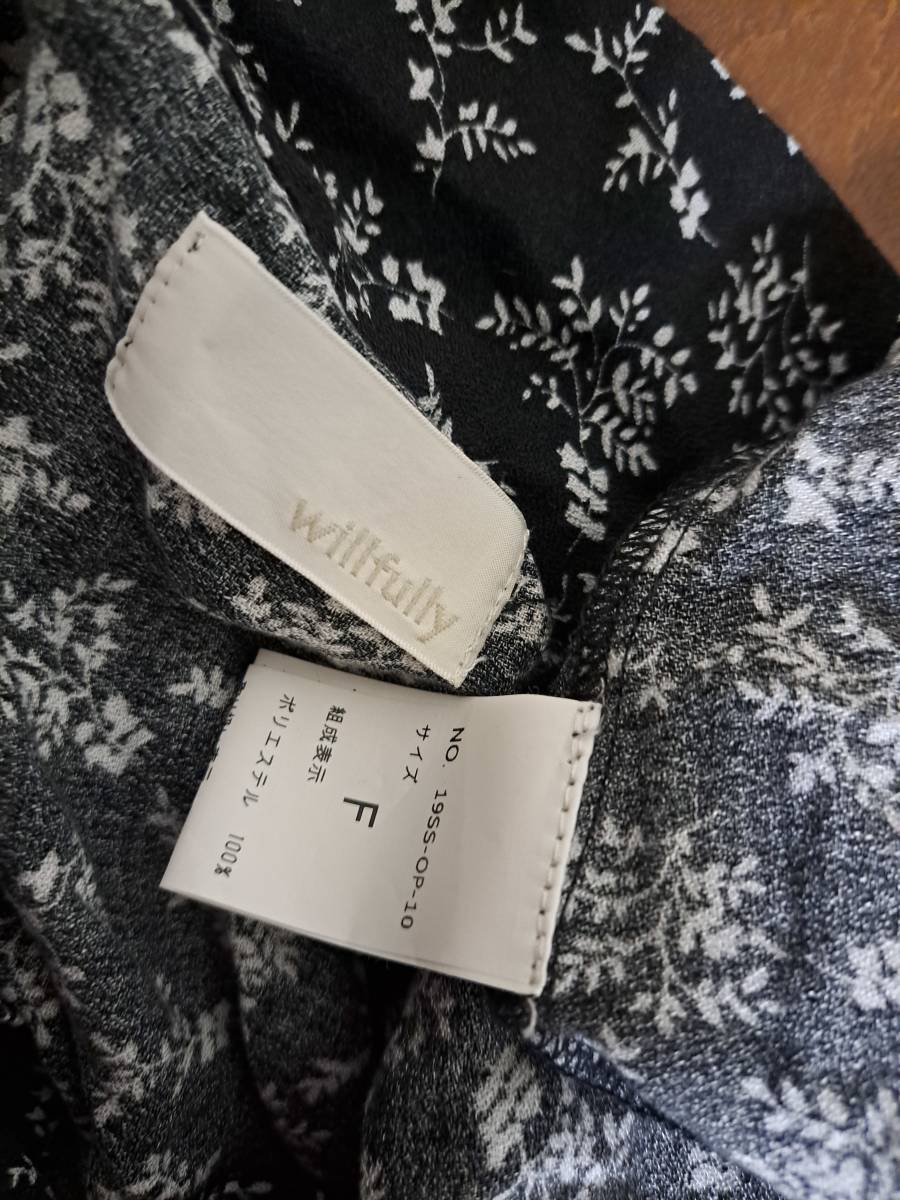 willfully
NO. 19SS-OP-10
サイズ
F
組成表示
ポリエステル 100%